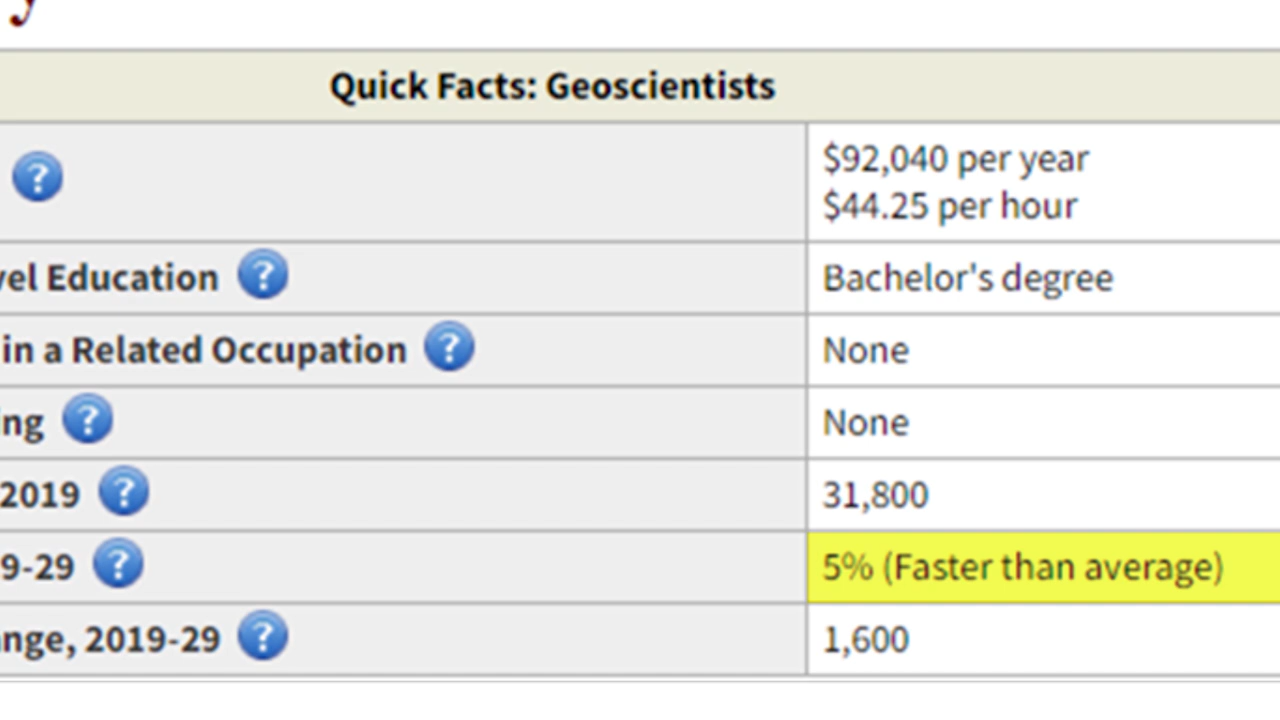 y
Quick Facts: Geoscientists
$92,040 per year
$44.25 per hour
vel Education
Bachelor's degree
in a Related Occupation
None
ng
None
2019
31,800
9-29
5% (Faster than average)
nge, 2019-29
1,600